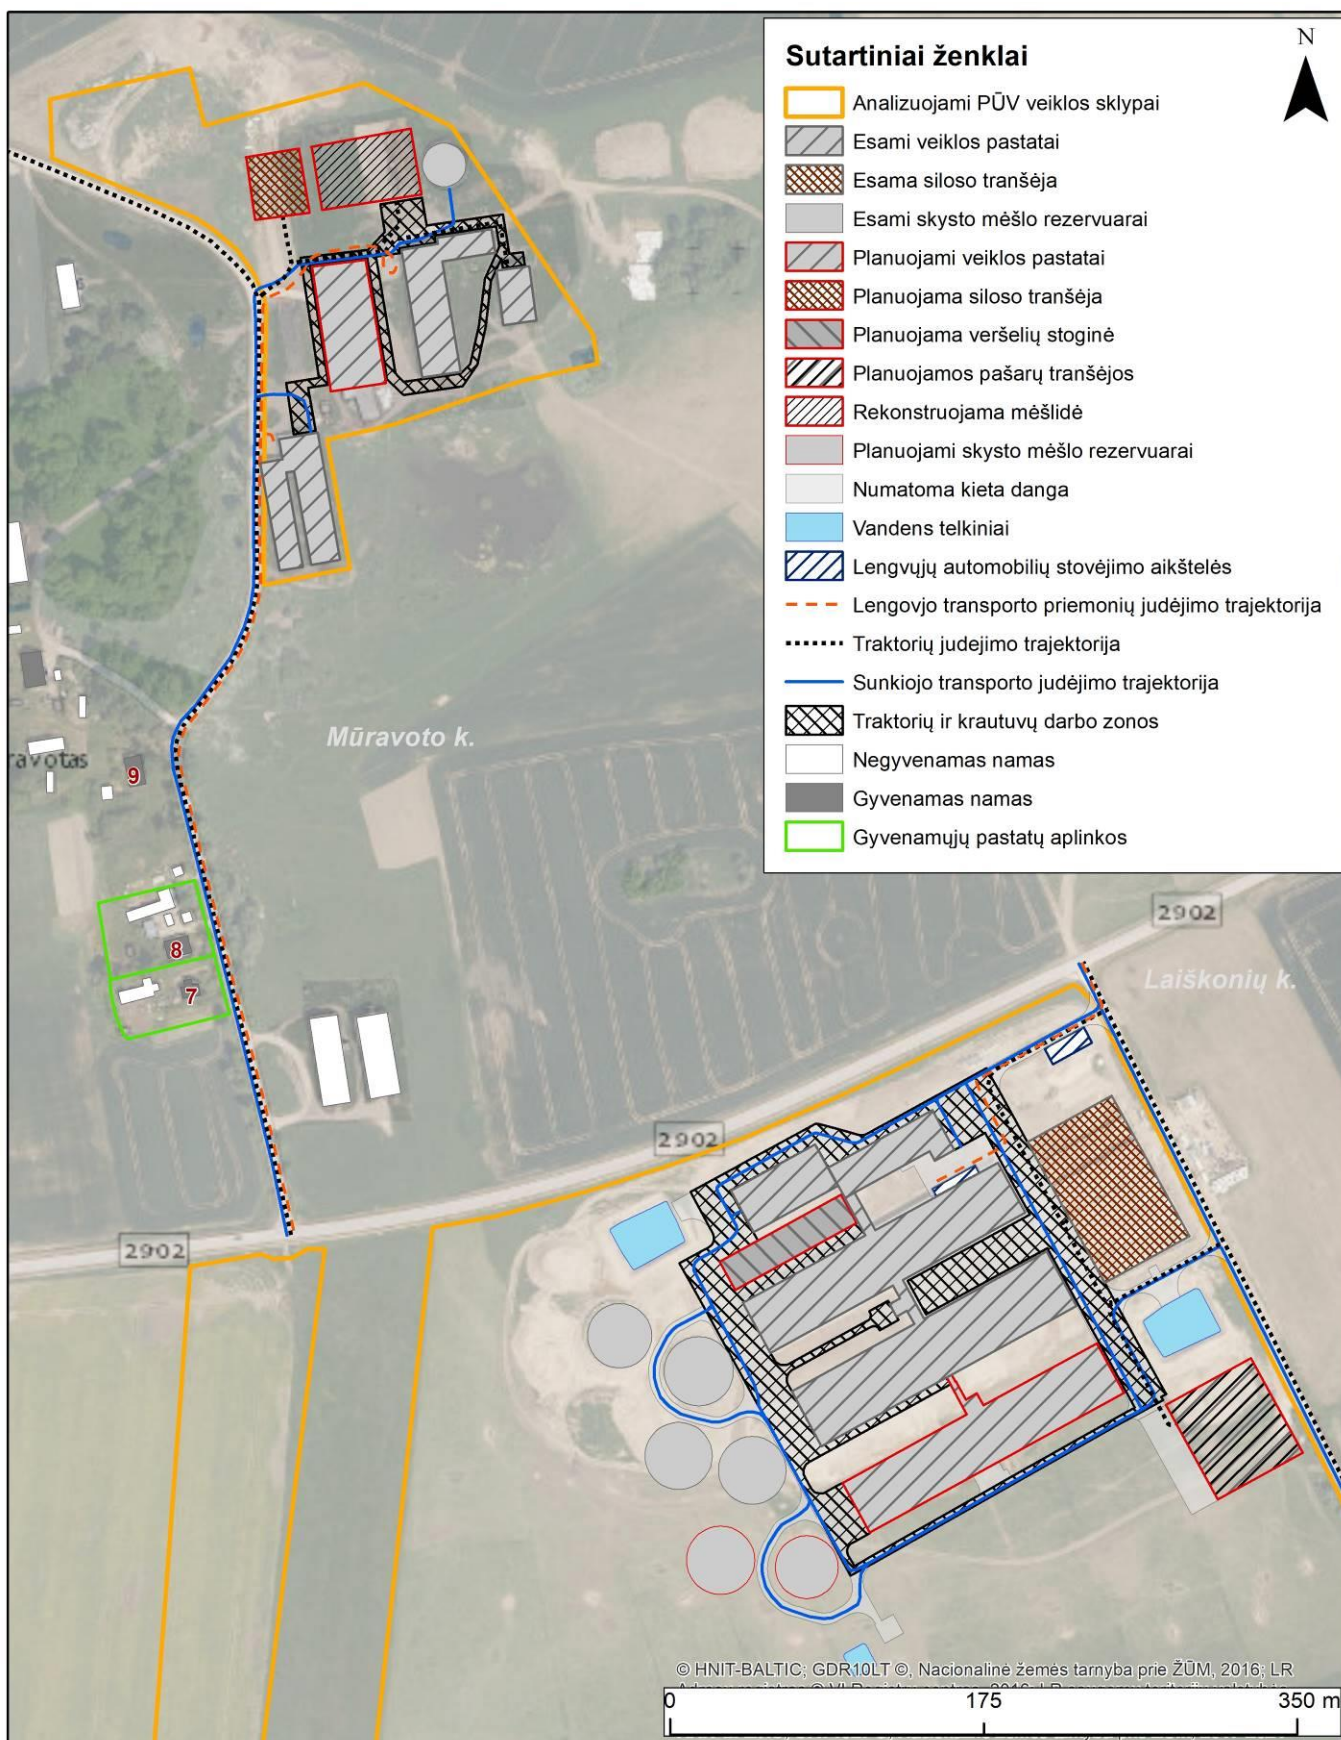 Sutartiniai ženklai
N
Analizuojami PŪV veiklos sklypai
Esami veiklos pastatai
Esama siloso tranšėja
Esami skysto mėšlo rezervuarai
Planuojami veiklos pastatai
Planuojama siloso tranšėja
Planuojama veršelių stoginė
Planuojamos pašarų tranšėjos
Rekonstruojama mėšlidė
Planuojami skysto mėšlo rezervuarai
Numatoma kieta danga
Vandens telkiniai
Lengvųjų automobilių stovėjimo aikštelės
Lengovjo transporto priemonių judėjimo trajektorija
Traktorių judejimo trajektorija
Sunkiojo transporto judėjimo trajektorija
Traktorių ir krautuvų darbo zonos
Negyvenamas namas
Gyvenamas namas
Gyvenamųjų pastatų aplinkos
Mūravoto k.
ravotas
9
8
7
2902
Laiškonių k.
2902
2902
© HNIT-BALTIC; GDR10LT ©, Nacionalinė žemės tarnyba prie ŽŪM, 2016; LR
0 175 350 m